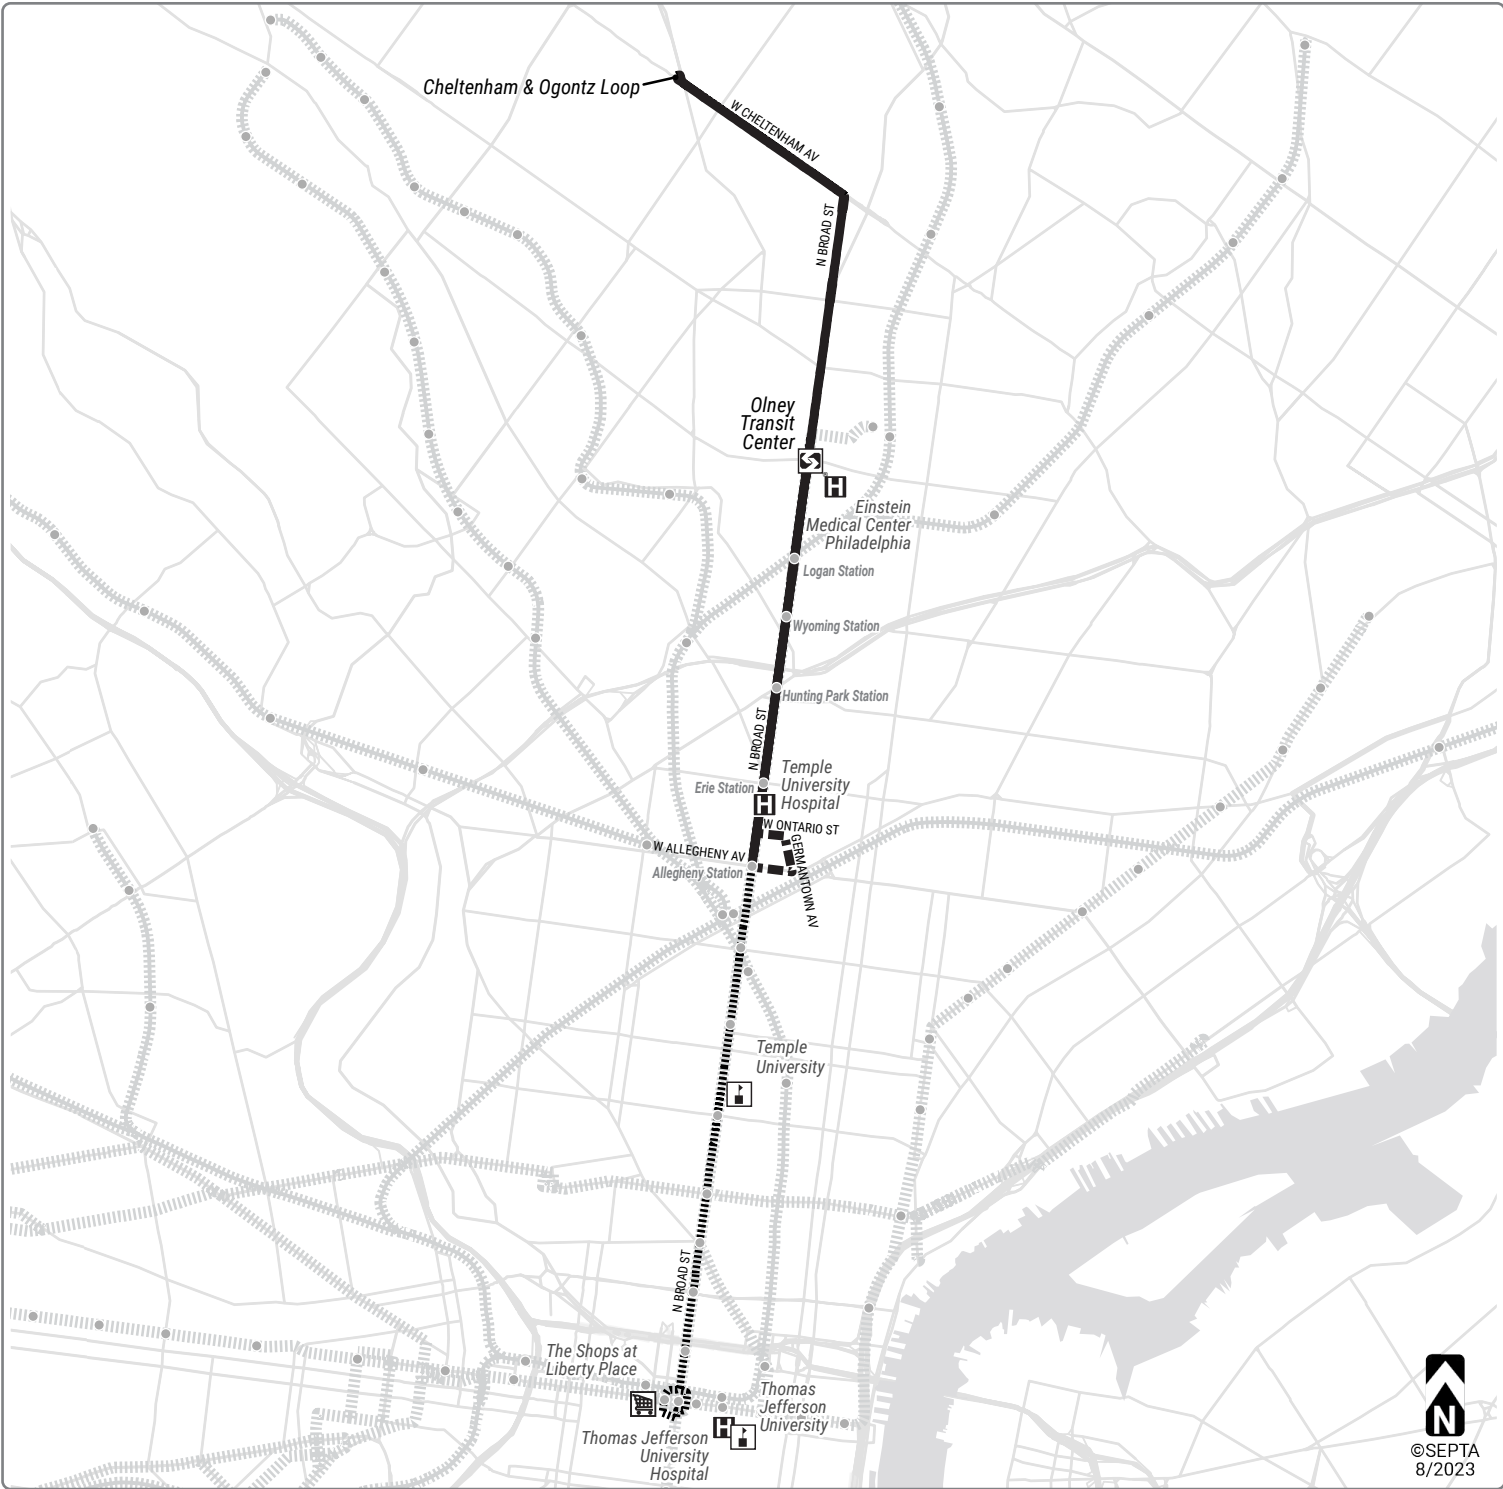 Cheltenham & Ogontz Loop
W CHELTENHAM AV
N BROAD ST
Olney
Transit
Center
H
Einstein
Medical Center
Philadelphia
Logan Station
Wyoming Station
Hunting Park Station
N BROAD ST
Temple
University
Hospital
Erie Station
H
W ONTARIO ST
GERMANTOWN AV
W ALLEGHENY AV
Allegheny Station
Temple
University
N BROAD ST
The Shops at
Liberty Place
Thomas
Jefferson
University
H
Thomas Jefferson
University
Hospital
N
©SEPTA
8/2023